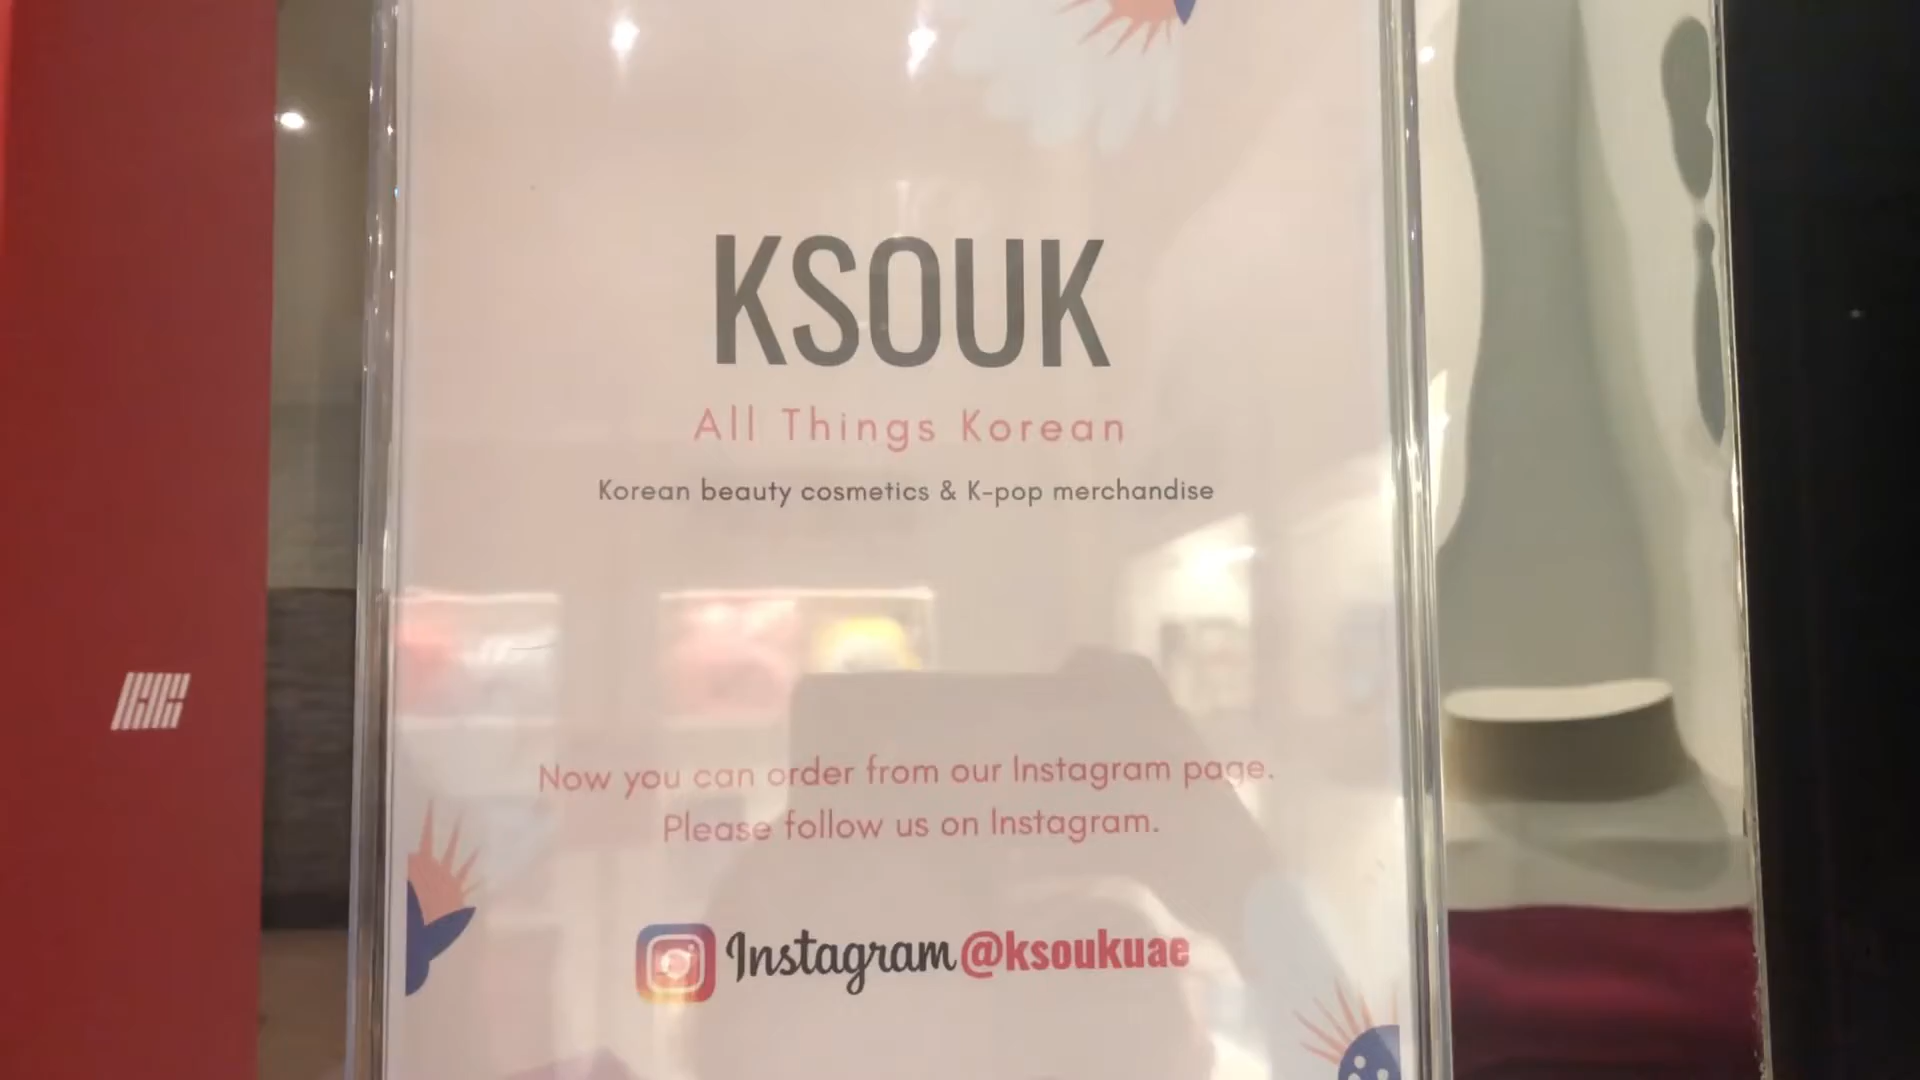 KSOUK
All Things Korean
Korean beauty cosmetics & K-pop merchandise
Now you can order from our Instagram page.
Please follow us on Instagram.
Instagram @ksoukuae